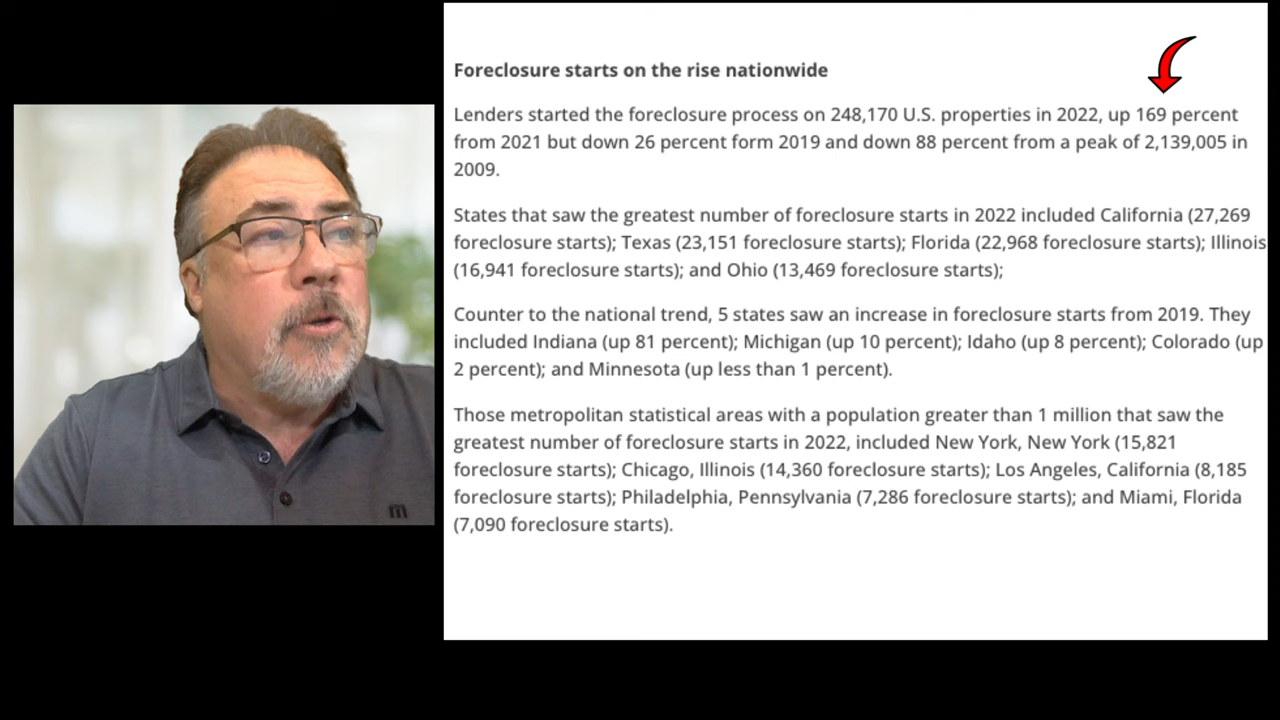 Foreclosure starts on the rise nationwide
Lenders started the foreclosure process on 248,170 U.S. properties in 2022, up 169 percent
from 2021 but down 26 percent form 2019 and down 88 percent from a peak of 2,139,005 in
2009.
States that saw the greatest number of foreclosure starts in 2022 included California (27,269
foreclosure starts); Texas (23,151 foreclosure starts); Florida (22,968 foreclosure starts); Illinois
(16,941 foreclosure starts); and Ohio (13,469 foreclosure starts);
Counter to the national trend, 5 states saw an increase in foreclosure starts from 2019. They
included Indiana (up 81 percent); Michigan (up 10 percent); Idaho (up 8 percent); Colorado (up
2 percent); and Minnesota (up less than 1 percent).
Those metropolitan statistical areas with a population greater than 1 million that saw the
greatest number of foreclosure starts in 2022, included New York, New York (15,821
foreclosure starts); Chicago, Illinois (14,360 foreclosure starts); Los Angeles, California (8,185
foreclosure starts); Philadelphia, Pennsylvania (7,286 foreclosure starts); and Miami, Florida
(7,090 foreclosure starts).
m